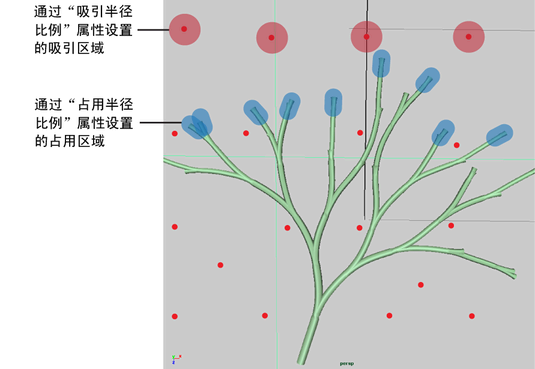 通过“吸引半径
比例”属性设置
的吸引区域
通过“占用半径
比例”属性设置
的占用区域
persp